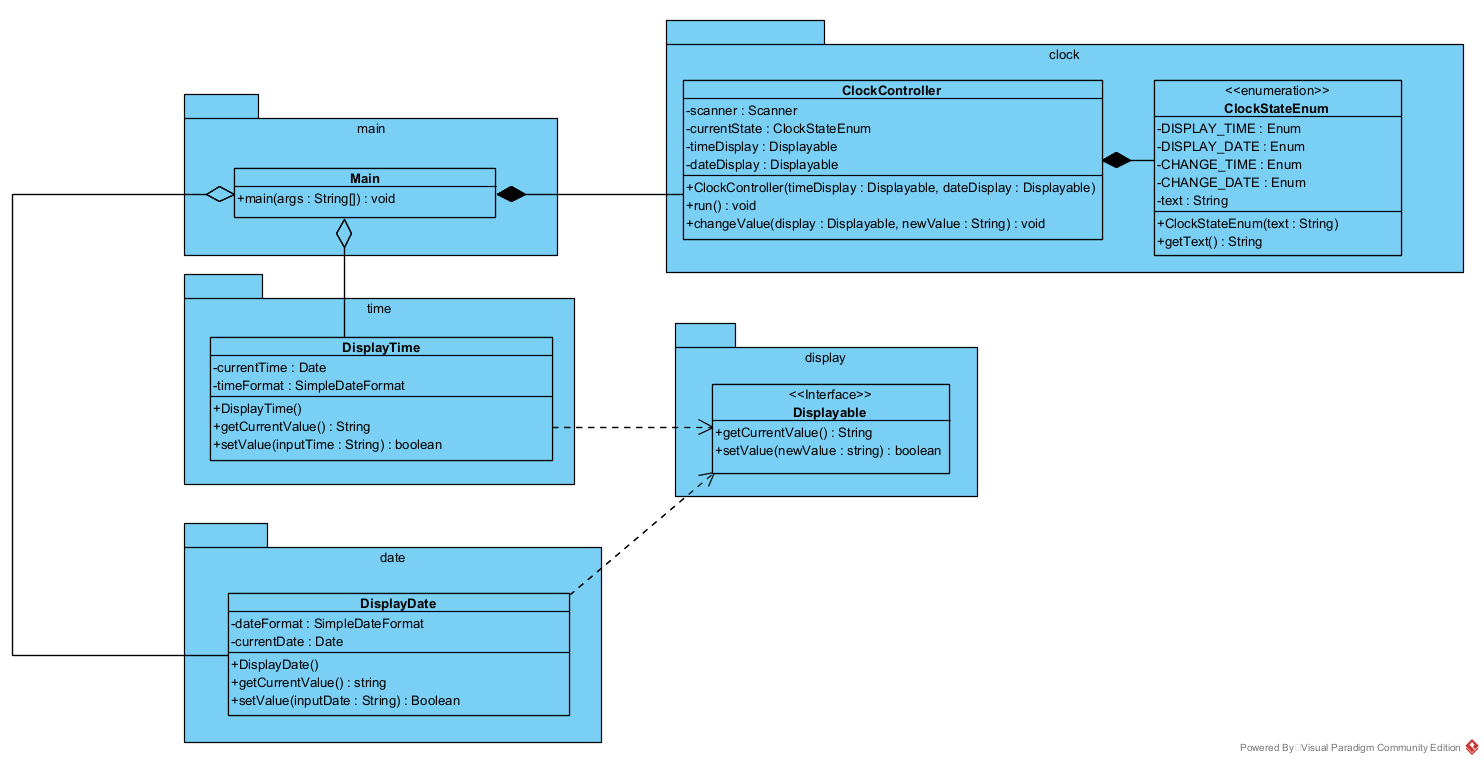 main
Main
+main(args : String[]) : void
clock
ClockController
-scanner : Scanner
-currentState : ClockStateEnum
-timeDisplay : Displayable
-dateDisplay : Displayable
+ClockController(timeDisplay : Displayable, dateDisplay : Displayable)
+run() : void
+changeValue(display : Displayable, newValue : String) : void
<<enumeration>>
ClockStateEnum
-DISPLAY_TIME : Enum
-DISPLAY_DATE : Enum
-CHANGE_TIME : Enum
-CHANGE_DATE : Enum
-text : String
+ClockStateEnum(text : String)
+getText() : String
time
DisplayTime
-currentTime : Date
-timeFormat : SimpleDateFormat
+DisplayTime()
+getCurrentValue() : String
+setValue(inputTime : String) : boolean
display
<<Interface>>
Displayable
+getCurrentValue() : String
+setValue(newValue : string) : boolean
date
DisplayDate
-dateFormat : SimpleDateFormat
-currentDate : Date
+DisplayDate()
+getCurrentValue() : string
+setValue(inputDate : String) : Boolean
Powered By Visual Paradigm Community Edition